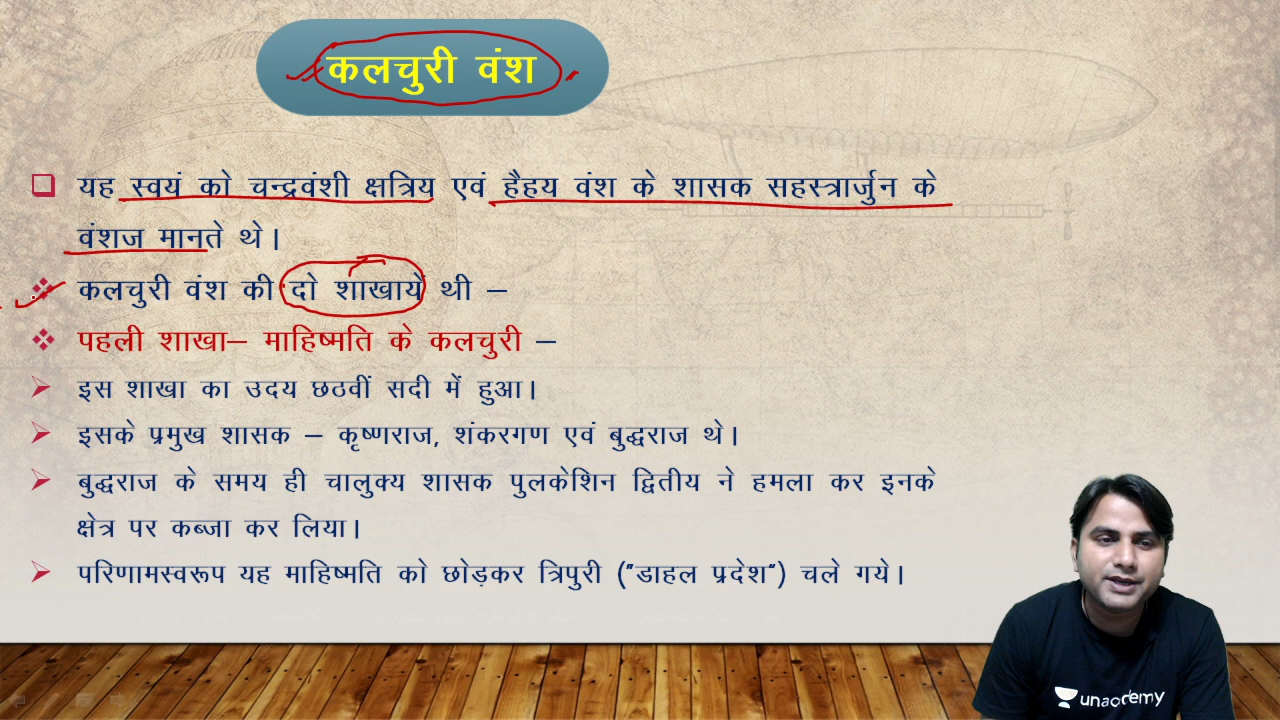 कलचुरी वंश
यह स्वयं को चन्द्रवंशी क्षत्रिय एवं हैहय वंश के शासक सहस्त्रार्जुन के
वंशज मानते थे।
कलचुरी वंश की दो शाखायें थी –
पहली शाखा– माहिष्मति के कलचुरी –
इस शाखा का उदय छठवीं सदी में हुआ।
इसके प्रमुख शासक – कृष्णराज, शंकरगण एवं बुद्धराज थे।
बुद्धराज के समय ही चालुक्य शासक पुलकेशिन द्वितीय ने हमला कर इनके
क्षेत्र पर कब्जा कर लिया।
परिणामस्वरूप यह माहिष्मति को छोड़कर त्रिपुरी ("डाहल प्रदेश") चले गये।
unacademy